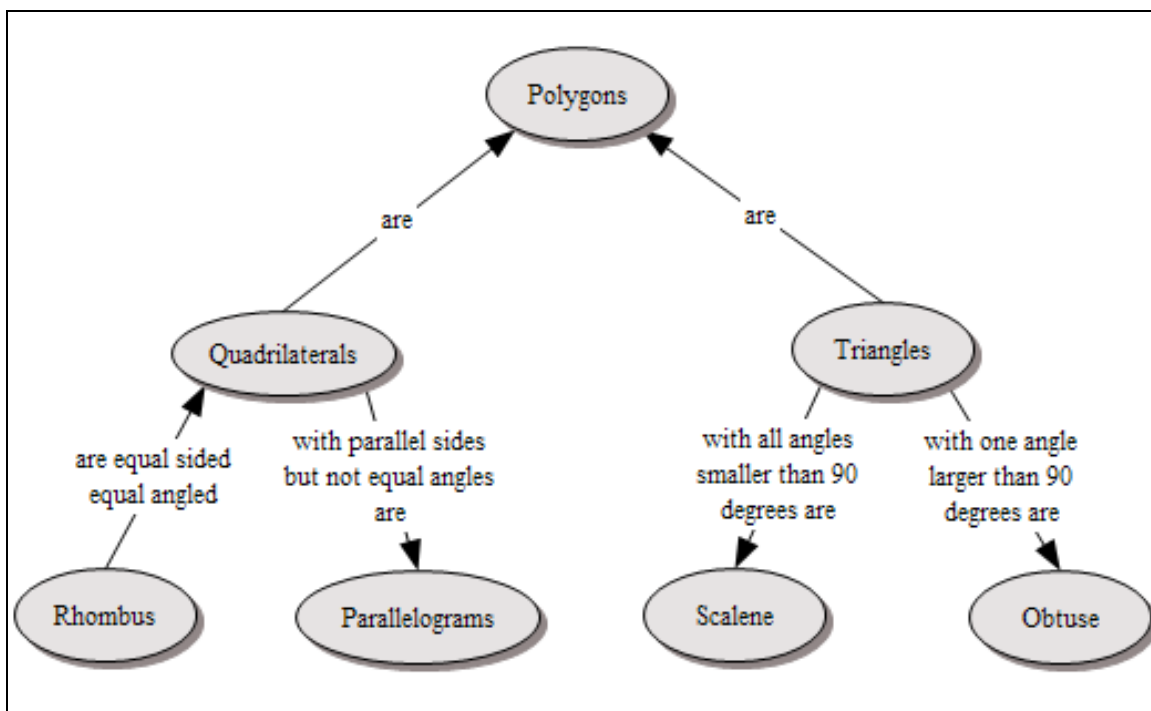 Polygons
are
are
Quadrilaterals
Triangles
are equal sided
equal angled
with parallel sides
but not equal angles
are
with all angles
smaller than 90
degrees are
with one angle
larger than 90
degrees are
Rhombus
Parallelograms
Scalene
Obtuse